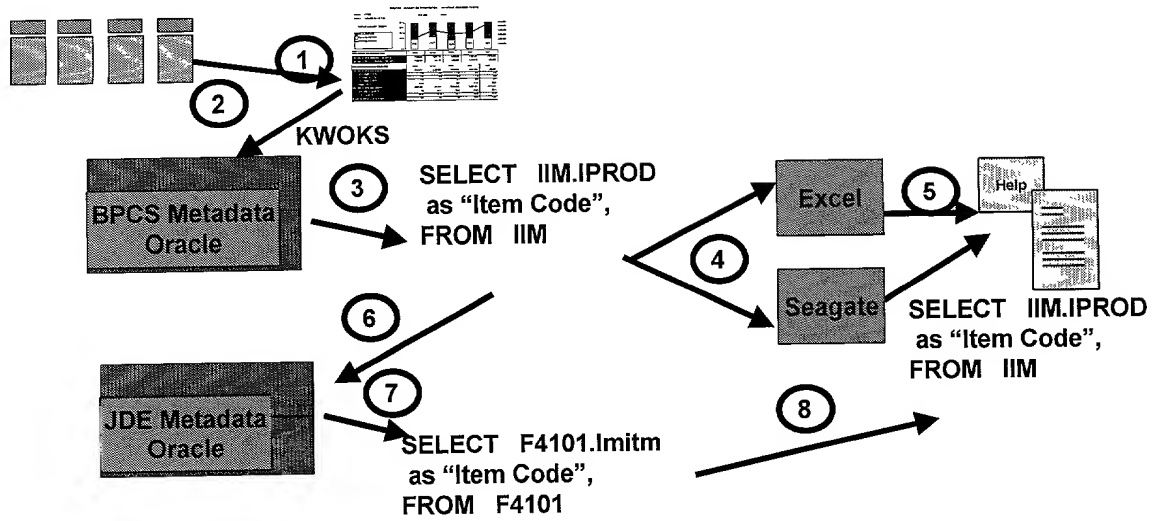 1
2
KWOKS
BPCS Metadata
Oracle
3
SELECT IIM.IPROD
as "Item Code",
FROM IIM
4
Excel
Seagate
5
Help
SELECT IIM.IPROD
as "Item Code",
FROM IIM
6
JDE Metadata
Oracle
7
SELECT F4101.Imitm
as "Item Code",
FROM F4101
8